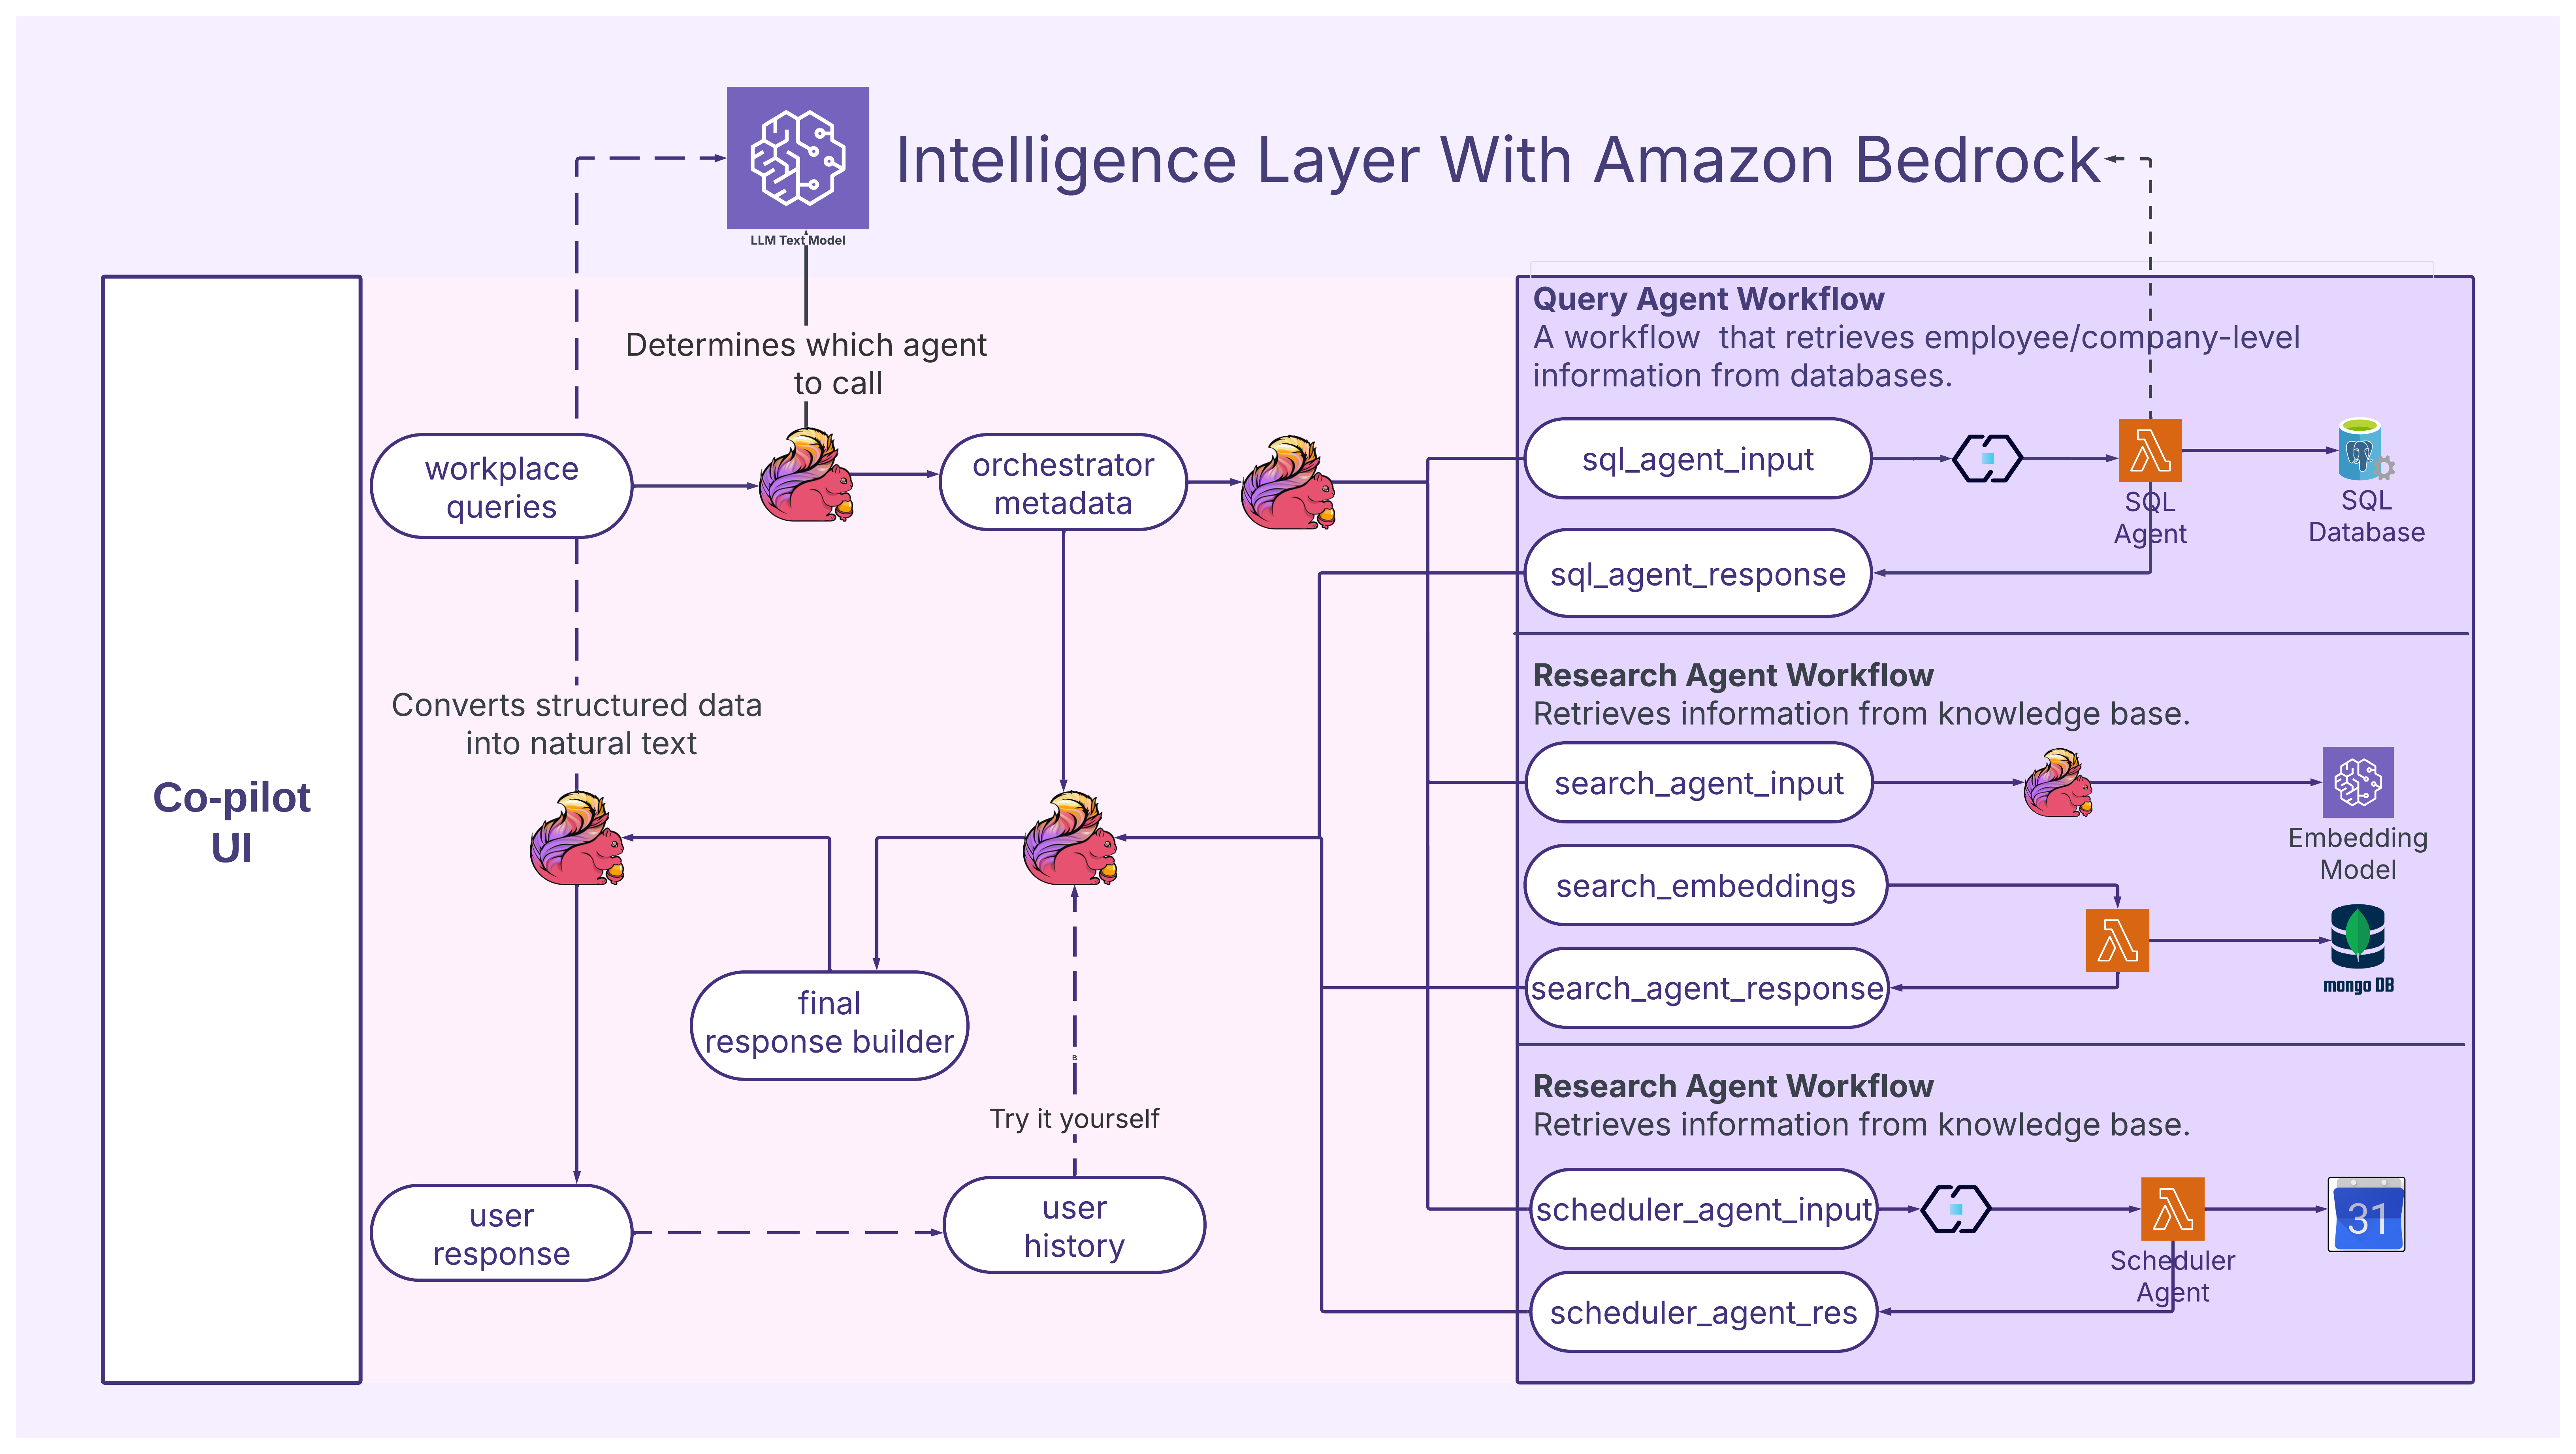 Intelligence Layer With Amazon Bedrock
LLM Text Model
Co-pilot
UI
Determines which agent
to call
workplace
queries
orchestrator
metadata
Converts structured data
into natural text
final
response builder
B
Try it yourself
user
response
user
history
Query Agent Workflow
A workflow  that retrieves employee/company-level
information from databases.
sql_agent_input
SQL
Agent
SQL
Database
sql_agent_response
Research Agent Workflow
Retrieves information from knowledge base.
search_agent_input
Embedding
Model
search_embeddings
search_agent_response
mongo DB
Research Agent Workflow
Retrieves information from knowledge base.
scheduler_agent_input
Scheduler
Agent
31
scheduler_agent_res